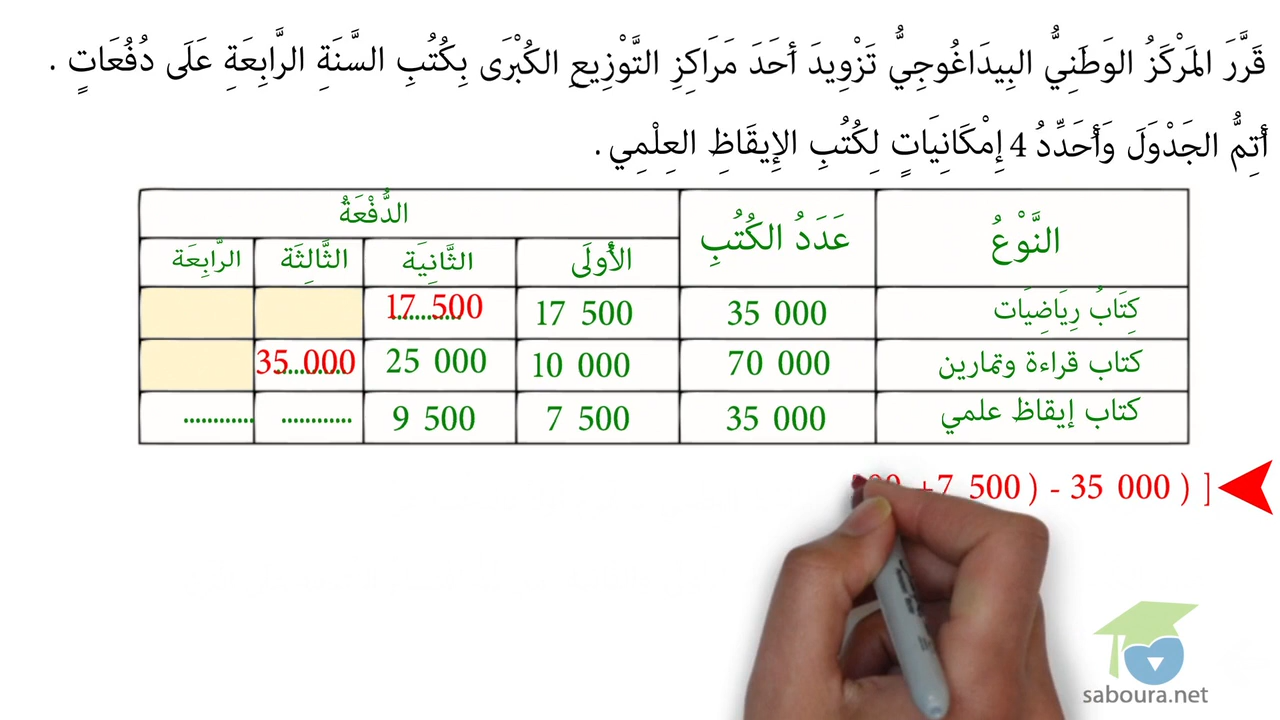 قَرَّرَ المَرْكَزُ الوَطَنِيُّ البِيدَاغُوجِيُّ تَزْوِيدَ أَحَدَ مَرَاكِزِ التَّوْزِيعِ الكُبْرَى بِكُتُبِ السَّنَةِ الرَّابِعَةِ عَلَى دُفُعَاتٍ .
أُتِمُّ الجَدْوَلَ وَأُحَدِّدُ 4 إِمْكَانِيَاتٍ لِكُتُبِ الإِيقَاظِ العِلْمِي .
النَّوْعُ عَدَدُ الكُتُبِ الدُّفْعَةُ
الأُولَى الثَّانِيَة الثَّالِثَة الرَّابِعَة
كِتَابُ رِيَاضِيَات 35 000 17 500 17 500
كتاب قراءة وتمارين 70 000 10 000 25 000 35 000
كتاب إيقاظ علمي 35 000 7 500 9 500 ............ ............
[ ( 35 000 - ( 7 500 +
saboura.net